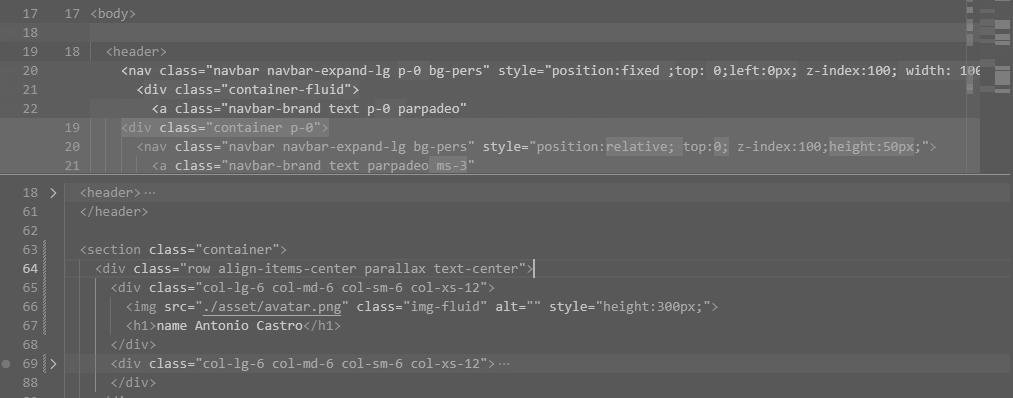 17 17 <body>
18
19 18 <header>
20 <nav class="navbar navbar-expand-lg p-0 bg-pers" style="position:fixed ;top: 0;left:0px; z-index:100; width: 100
21 <div class="container-fluid">
22 <a class="navbar-brand text p-0 parpadeo"
19 <div class="container p-0">
20 <nav class="navbar navbar-expand-lg bg-pers" style="position:relative; top:0; z-index:100;height:50px;">
21 <a class="navbar-brand text parpadeo ms-3"
18 <header>…
61 </header>
62
63 <section class="container">
64 <div class="row align-items-center parallax text-center">
65 <div class="col-lg-6 col-md-6 col-sm-6 col-xs-12">
66 <img src="./asset/avatar.png" class="img-fluid" alt="" style="height:300px;">
67 <h1>name Antonio Castro</h1>
68 </div>
69 <div class="col-lg-6 col-md-6 col-sm-6 col-xs-12">…
88 </div>